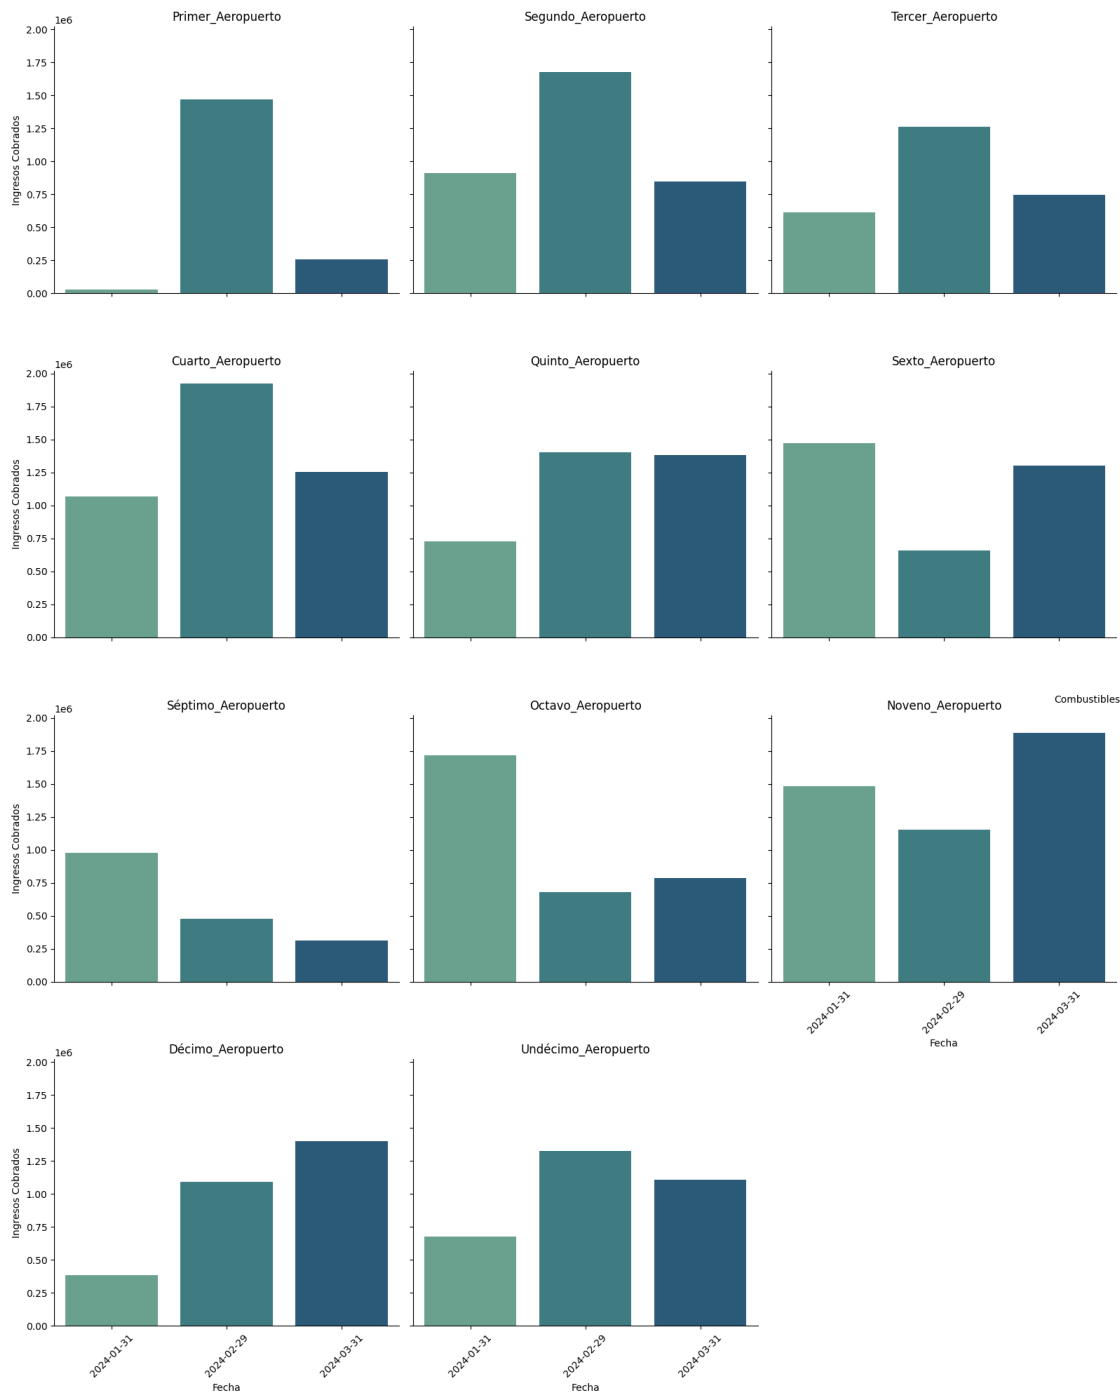 Primer_Aeropuerto
Segundo_Aeropuerto
Tercer_Aeropuerto
1e6
2.00
1.75
1.50
1.25
1.00
0.75
0.50
0.25
0.00
Ingresos Cobrados
Cuarto_Aeropuerto
Quinto_Aeropuerto
Sexto_Aeropuerto
1e6
2.00
1.75
1.50
1.25
1.00
0.75
0.50
0.25
0.00
Ingresos Cobrados
Combustibles
Séptimo_Aeropuerto
Octavo_Aeropuerto
Noveno_Aeropuerto
1e6
2.00
1.75
1.50
1.25
1.00
0.75
0.50
0.25
0.00
Ingresos Cobrados
2024-01-31
2024-02-29
2024-03-31
Fecha
Décimo_Aeropuerto
Undécimo_Aeropuerto
1e6
2.00
1.75
1.50
1.25
1.00
0.75
0.50
0.25
0.00
Ingresos Cobrados
2024-01-31
2024-02-29
2024-03-31
Fecha
2024-01-31
2024-02-29
2024-03-31
Fecha